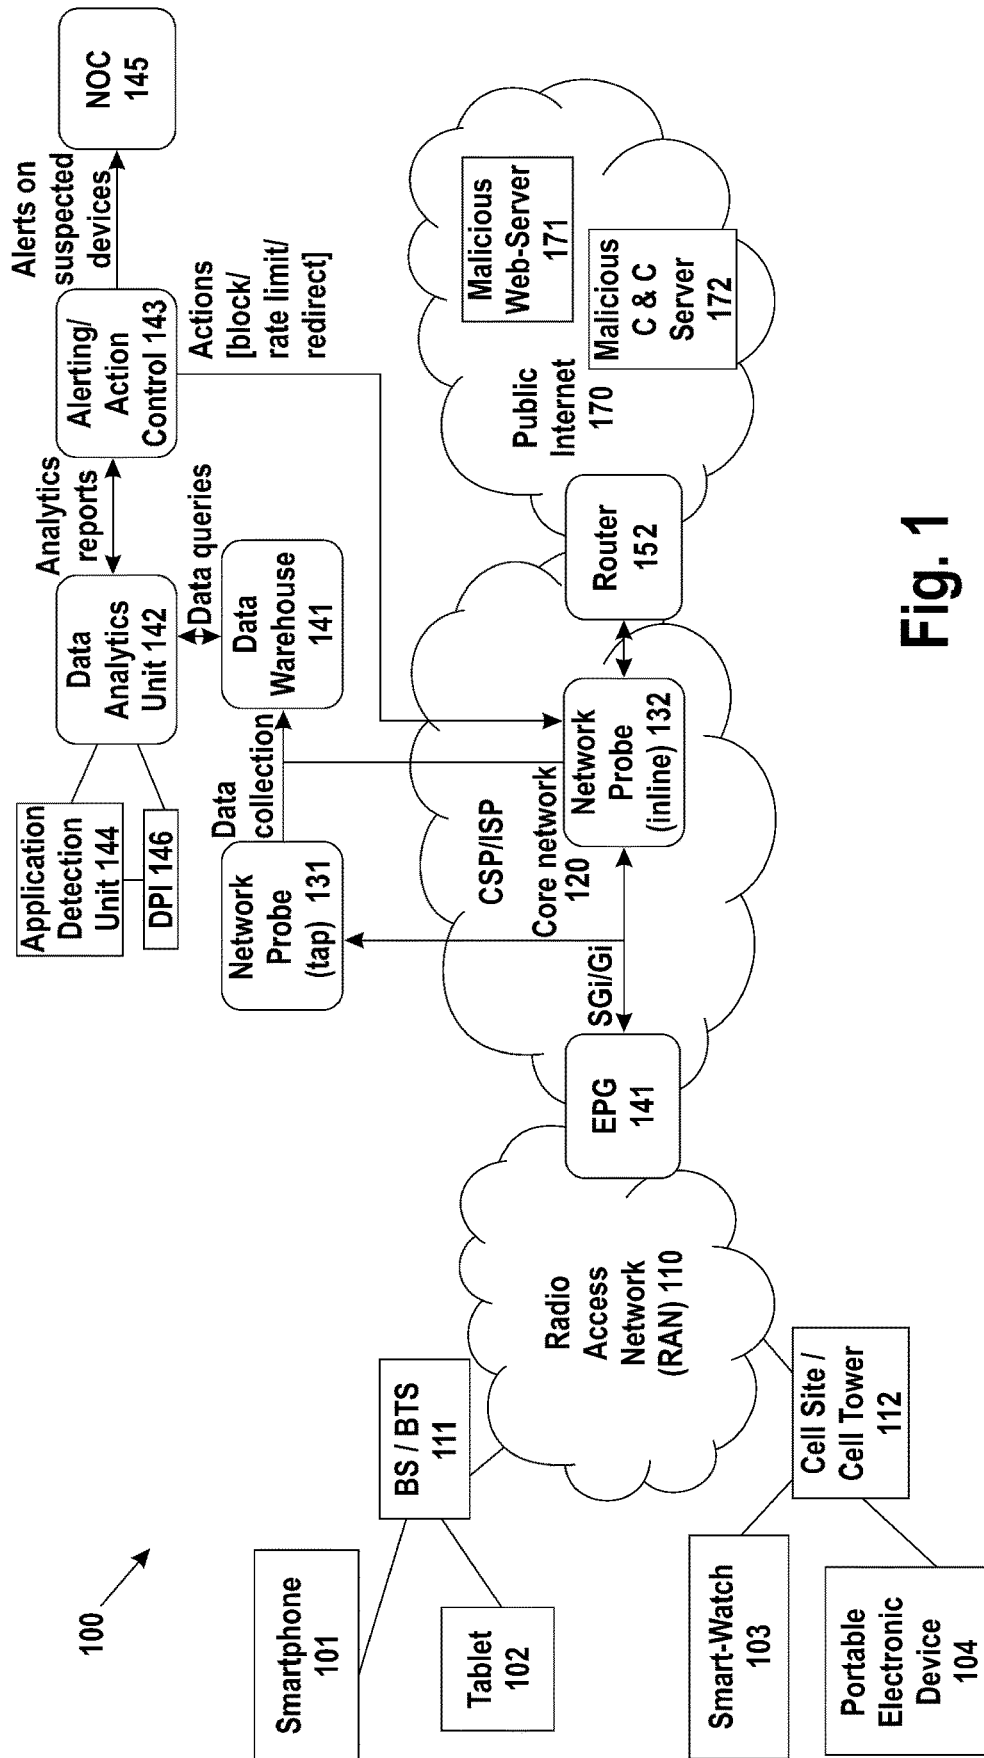 100
Smartphone
101
Tablet
102
Smart-Watch
103
Portable
Electronic
Device
104
BS / BTS
111
Cell Site /
Cell Tower
112
Radio
Access
Network
(RAN) 110
EPG
141
SGi/Gi
CSP/ISP
Core network
120
Network
Probe
(tap) 131
Data
collection
Network
Probe
(inline) 132
Data
Warehouse
141
Data queries
Application
Detection
Unit 144
DPI 146
Data
Analytics
Unit 142
Analytics
reports
Alerting/
Action
Control 143
Alerts on
suspected
devices
NOC
145
Actions
[block/
rate limit/
redirect]
Router
152
Public
Internet
170
Malicious
Web-Server
171
Malicious
C & C
Server
172
Fig. 1